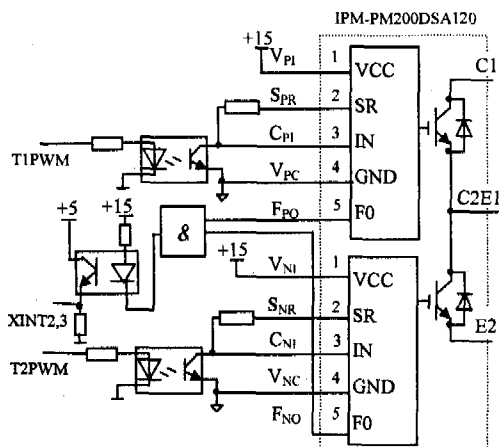 IPM-PM200DSA120
+15
V_PI
1
VCC
C1
S_PR
2
SR
C_PI
3
IN
T1PWM
V_PC
4
GND
C2E1
F_PO
5
F0
+5
+15
&
+15
V_NI
1
VCC
S_NR
2
SR
XINT2,3
C_NI
3
IN
E2
T2PWM
V_NC
4
GND
F_NO
5
F0